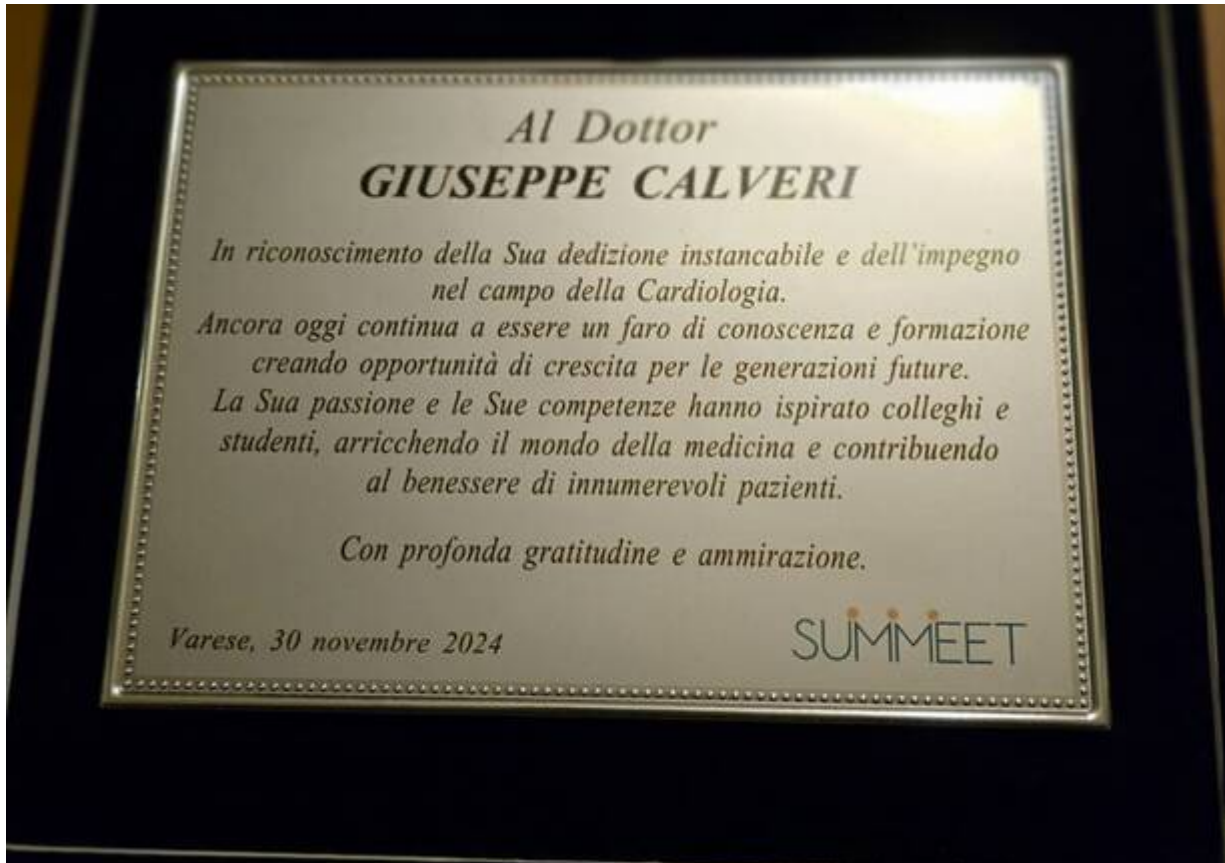 Al Dottor
GIUSEPPE CALVERI
In riconoscimento della Sua dedizione instancabile e dell'impegno
nel campo della Cardiologia.
Ancora oggi continua a essere un faro di conoscenza e formazione
creando opportunità di crescita per le generazioni future.
La Sua passione e le Sue competenze hanno ispirato colleghi e
studenti, arricchendo il mondo della medicina e contribuendo
al benessere di innumerevoli pazienti.
Con profonda gratitudine e ammirazione.
Varese, 30 novembre 2024
SUMMEET